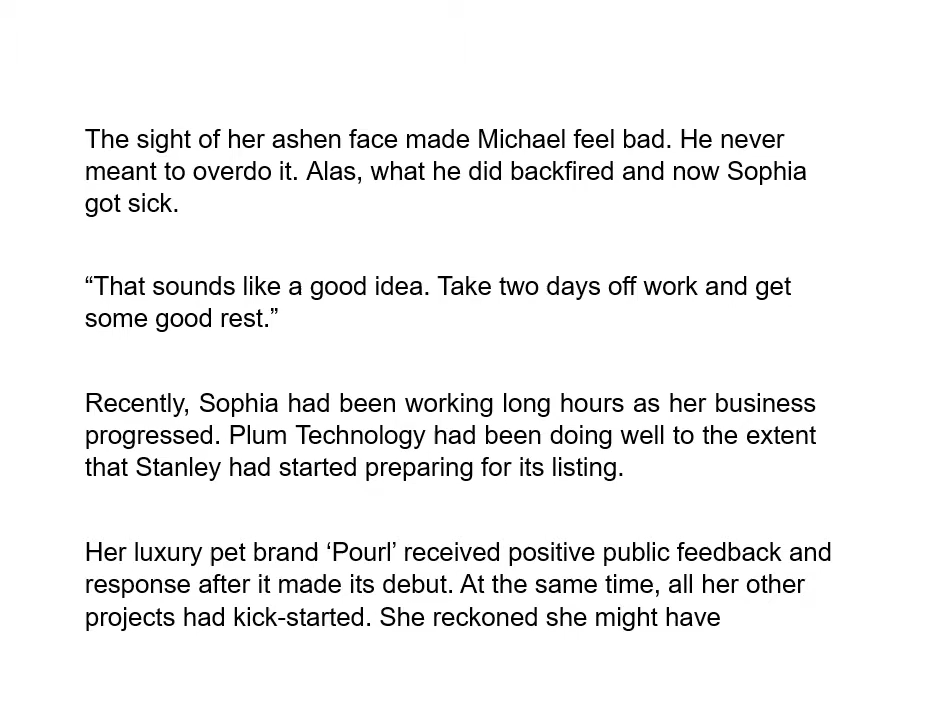 The sight of her ashen face made Michael feel bad. He never
meant to overdo it. Alas, what he did backfired and now Sophia
got sick.
“That sounds like a good idea. Take two days off work and get
some good rest.”
Recently, Sophia had been working long hours as her business
progressed. Plum Technology had been doing well to the extent
that Stanley had started preparing for its listing.
Her luxury pet brand ‘Pourl’ received positive public feedback and
response after it made its debut. At the same time, all her other
projects had kick-started. She reckoned she might have